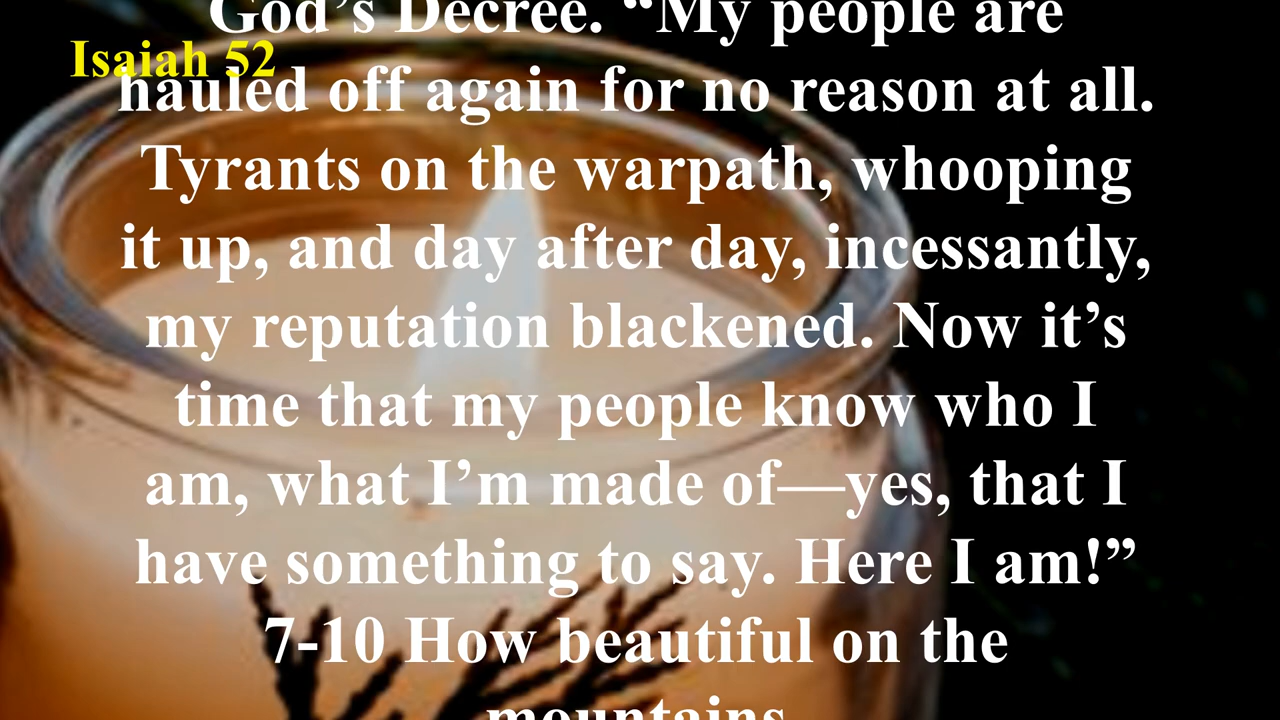 God’s Decree. “My people are
Isaiah 52
hauled off again for no reason at all.
Tyrants on the warpath, whooping
it up, and day after day, incessantly,
my reputation blackened. Now it’s
time that my people know who I
am, what I’m made of—yes, that I
have something to say. Here I am!”
7-10 How beautiful on the
mountains